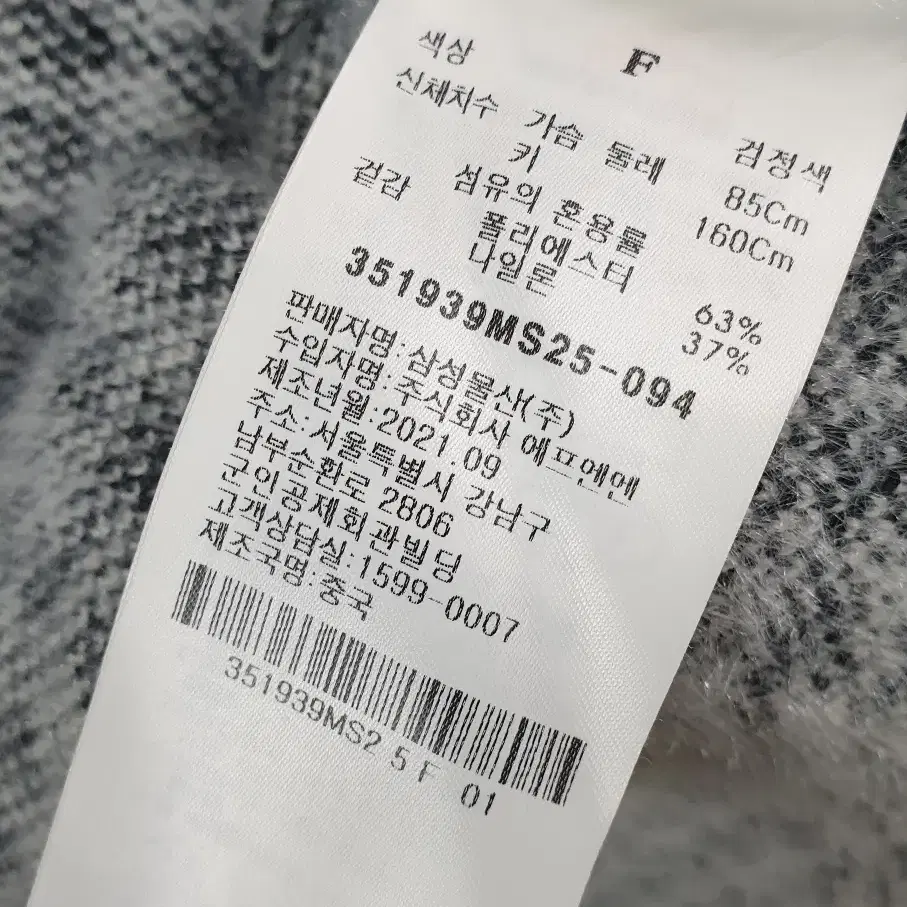 F
색상 검정색
신체치수 가슴 둘레 85Cm
키 160Cm
겉감 섬유의 혼용률
폴리에스터 63%
나일론 37%
351939MS25-094
판매자명:삼성물산(주)
수입자명:주식회사 에프앤엔
제조년월:2021.09
주소:서울특별시 강남구
남부순환로 2806
군인공제회관빌딩
고객상담실:1599-0007
제조국명:중국
351939MS2 5 F 01